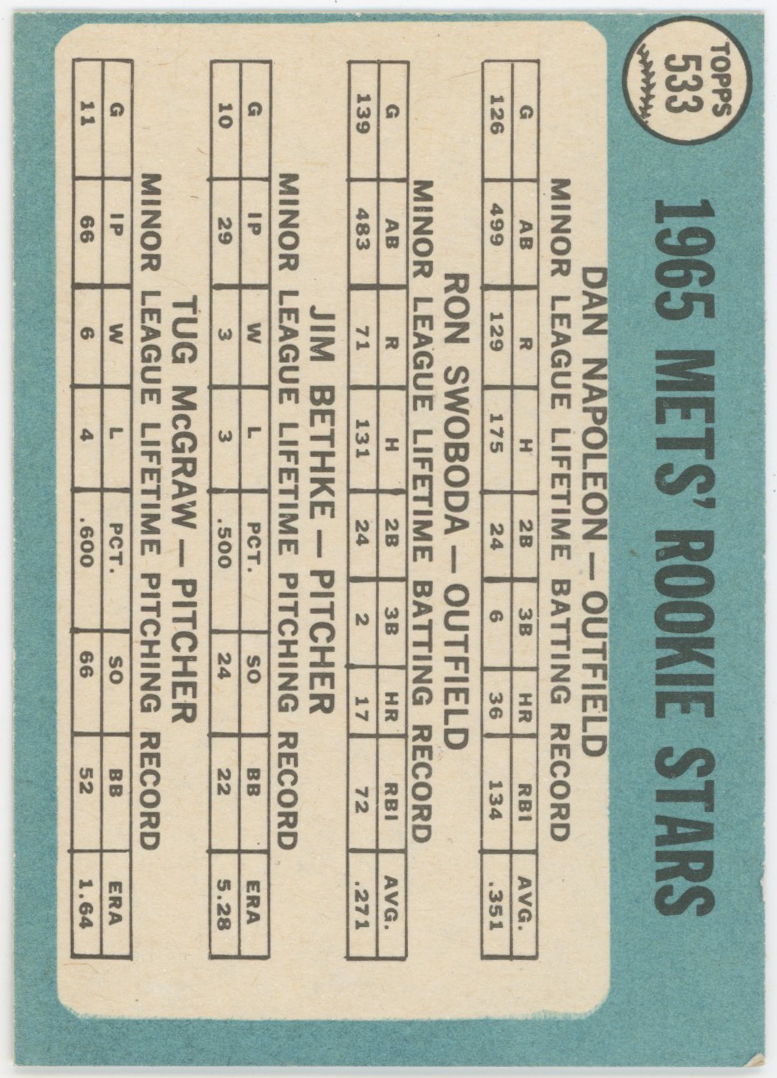 TOPPS
533
1965 METS' ROOKIE STARS
DAN NAPOLEON — OUTFIELD
MINOR LEAGUE LIFETIME BATTING RECORD
G AB R H 2B 3B HR RBI AVG.
126 499 129 175 24 6 36 134 .351
RON SWOBODA — OUTFIELD
MINOR LEAGUE LIFETIME BATTING RECORD
G AB R H 2B 3B HR RBI AVG.
139 483 71 131 24 2 17 72 .271
JIM BETHKE — PITCHER
MINOR LEAGUE LIFETIME PITCHING RECORD
G IP W L PCT. SO BB ERA
10 29 3 3 .500 24 22 5.28
TUG McGRAW — PITCHER
MINOR LEAGUE LIFETIME PITCHING RECORD
G IP W L PCT. SO BB ERA
11 66 6 4 .600 66 52 1.64